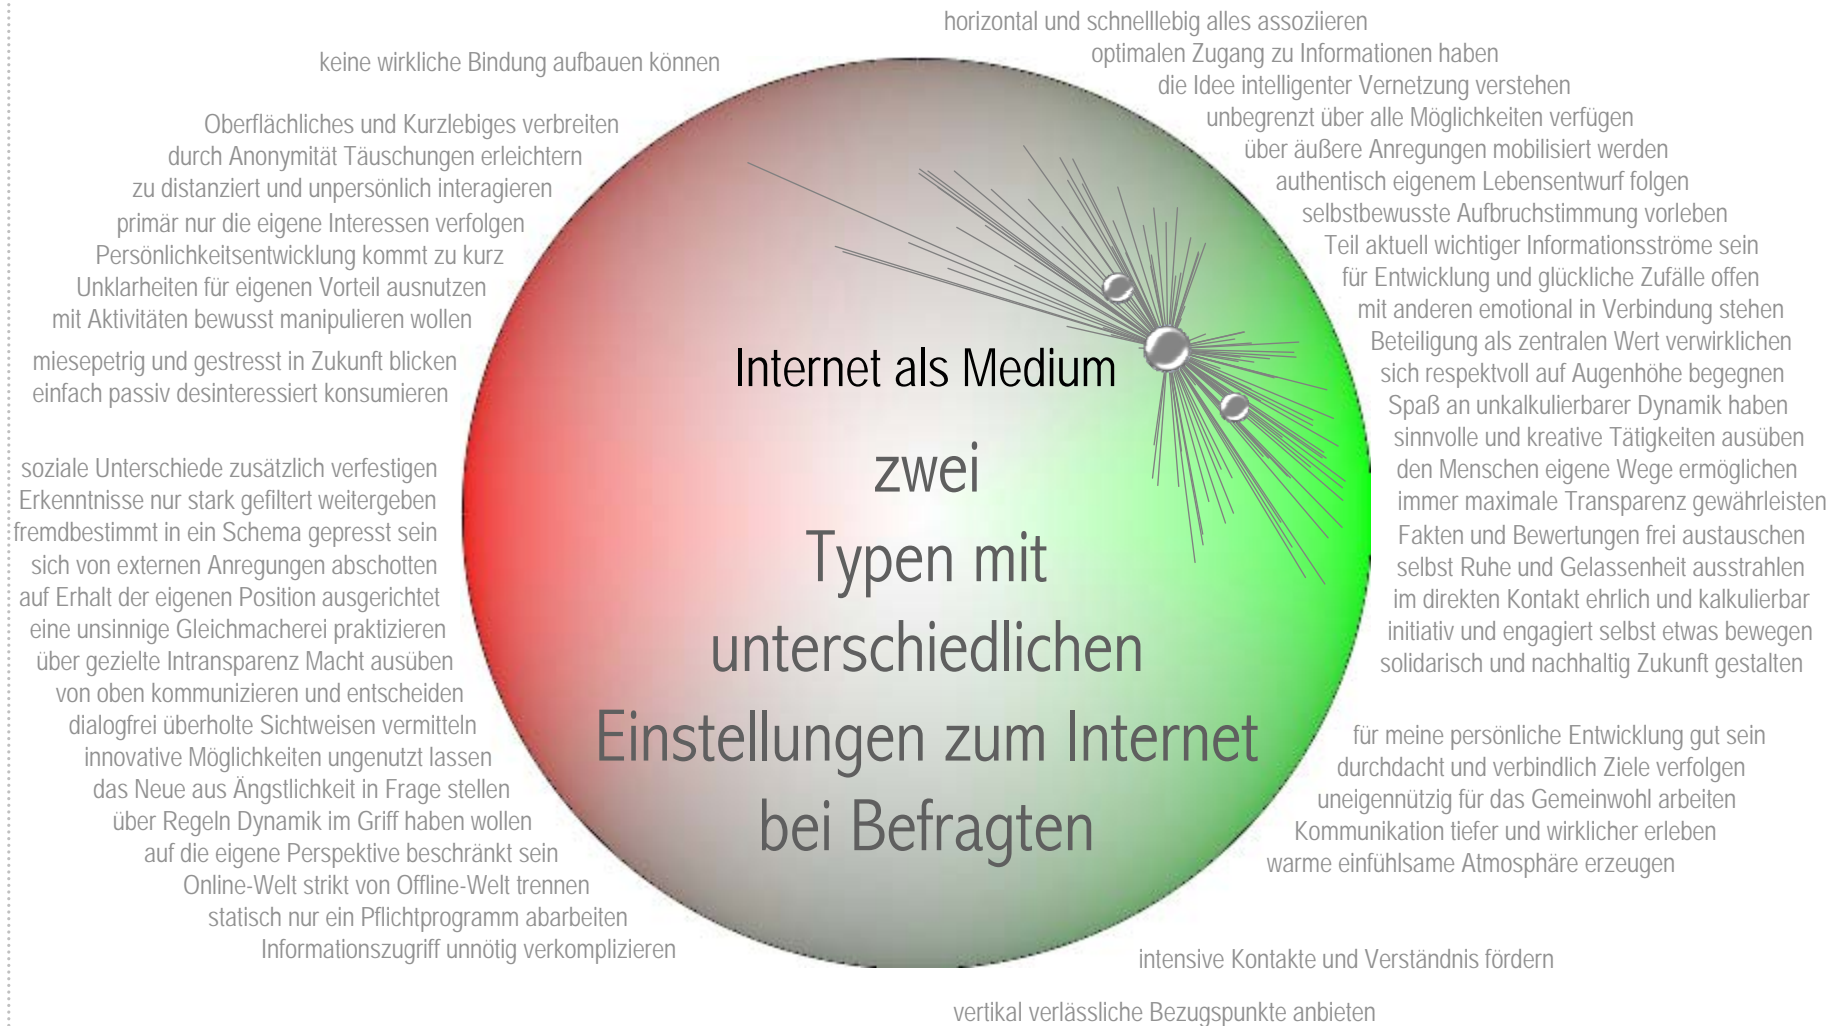 horizontal und schnelllebig alles assoziieren
optimalen Zugang zu Informationen haben
die Idee intelligenter Vernetzung verstehen
unbegrenzt über alle Möglichkeiten verfügen
über äußere Anregungen mobilisiert werden
authentisch eigenem Lebensentwurf folgen
selbstbewusste Aufbruchstimmung vorleben
Teil aktuell wichtiger Informationsströme sein
für Entwicklung und glückliche Zufälle offen
mit anderen emotional in Verbindung stehen
Beteiligung als zentralen Wert verwirklichen
sich respektvoll auf Augenhöhe begegnen
Spaß an unkalkulierbarer Dynamik haben
sinnvolle und kreative Tätigkeiten ausüben
den Menschen eigene Wege ermöglichen
immer maximale Transparenz gewährleisten
Fakten und Bewertungen frei austauschen
selbst Ruhe und Gelassenheit ausstrahlen
im direkten Kontakt ehrlich und kalkulierbar
initiativ und engagiert selbst etwas bewegen
solidarisch und nachhaltig Zukunft gestalten
für meine persönliche Entwicklung gut sein
durchdacht und verbindlich Ziele verfolgen
uneigennützig für das Gemeinwohl arbeiten
Kommunikation tiefer und wirklicher erleben
warme einfühlsame Atmosphäre erzeugen
intensive Kontakte und Verständnis fördern
vertikal verlässliche Bezugspunkte anbieten
keine wirkliche Bindung aufbauen können
Oberflächliches und Kurzlebiges verbreiten
durch Anonymität Täuschungen erleichtern
zu distanziert und unpersönlich interagieren
primär nur die eigene Interessen verfolgen
Persönlichkeitsentwicklung kommt zu kurz
Unklarheiten für eigenen Vorteil ausnutzen
mit Aktivitäten bewusst manipulieren wollen
miesepetrig und gestresst in Zukunft blicken
einfach passiv desinteressiert konsumieren
soziale Unterschiede zusätzlich verfestigen
Erkenntnisse nur stark gefiltert weitergeben
fremdbestimmt in ein Schema gepresst sein
sich von externen Anregungen abschotten
auf Erhalt der eigenen Position ausgerichtet
eine unsinnige Gleichmacherei praktizieren
über gezielte Intransparenz Macht ausüben
von oben kommunizieren und entscheiden
dialogfrei überholte Sichtweisen vermitteln
innovative Möglichkeiten ungenutzt lassen
das Neue aus Ängstlichkeit in Frage stellen
über Regeln Dynamik im Griff haben wollen
auf die eigene Perspektive beschränkt sein
Online-Welt strikt von Offline-Welt trennen
statisch nur ein Pflichtprogramm abarbeiten
Informationszugriff unnötig verkomplizieren
Internet als Medium
zwei
Typen mit
unterschiedlichen
Einstellungen zum Internet
bei Befragten